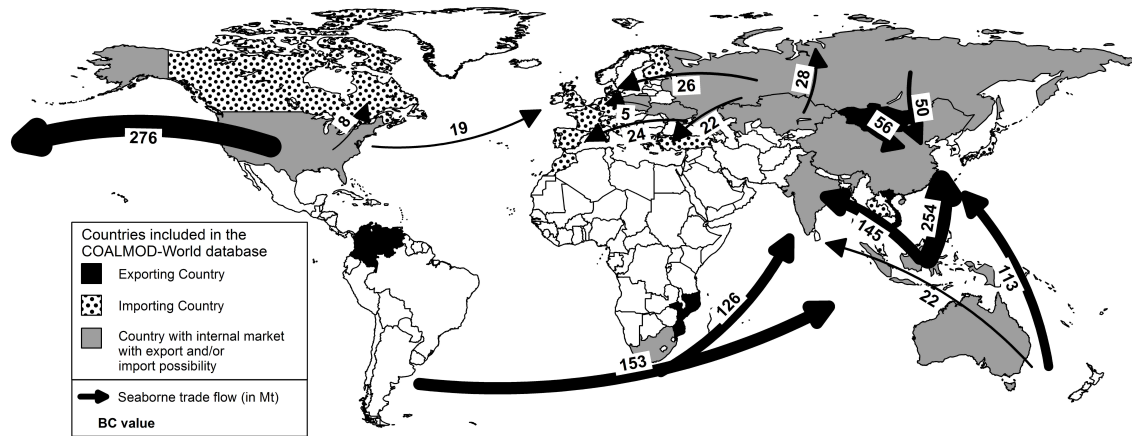 276
8
19
26
5
24
22
28
50
56
145
254
113
22
126
153
Countries included in the
COALMOD-World database
Exporting Country
Importing Country
Country with internal market
with export and/or
import possibility
Seaborne trade flow (in Mt)
BC value